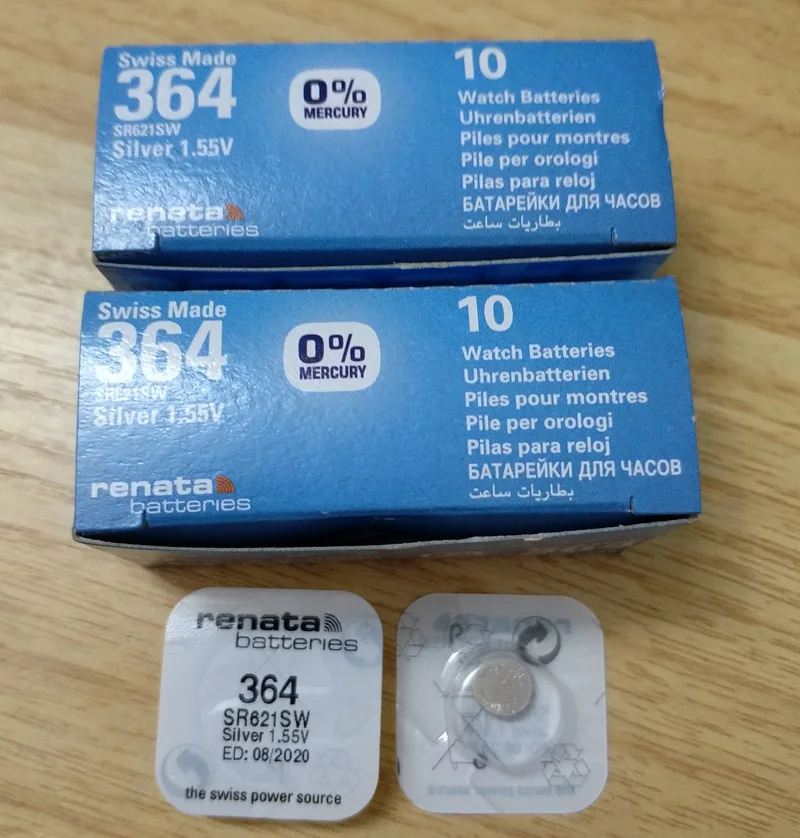 Swiss Made
364
SR621SW
Silver 1.55V
renata
batteries
0%
MERCURY
10
Watch Batteries
Uhrenbatterien
Piles pour montres
Pile per orologi
Pilas para reloj
БАТАРЕЙКИ ДЛЯ ЧАСОВ
بطاريات ساعت
Swiss Made
364
SR621SW
Silver 1.55V
renata
batteries
0%
MERCURY
10
Watch Batteries
Uhrenbatterien
Piles pour montres
Pile per orologi
Pilas para reloj
БАТАРЕЙКИ ДЛЯ ЧАСОВ
بطاريات ساعت
renata
batteries
364
SR621SW
Silver 1.55V
ED: 08/2020
the swiss power source